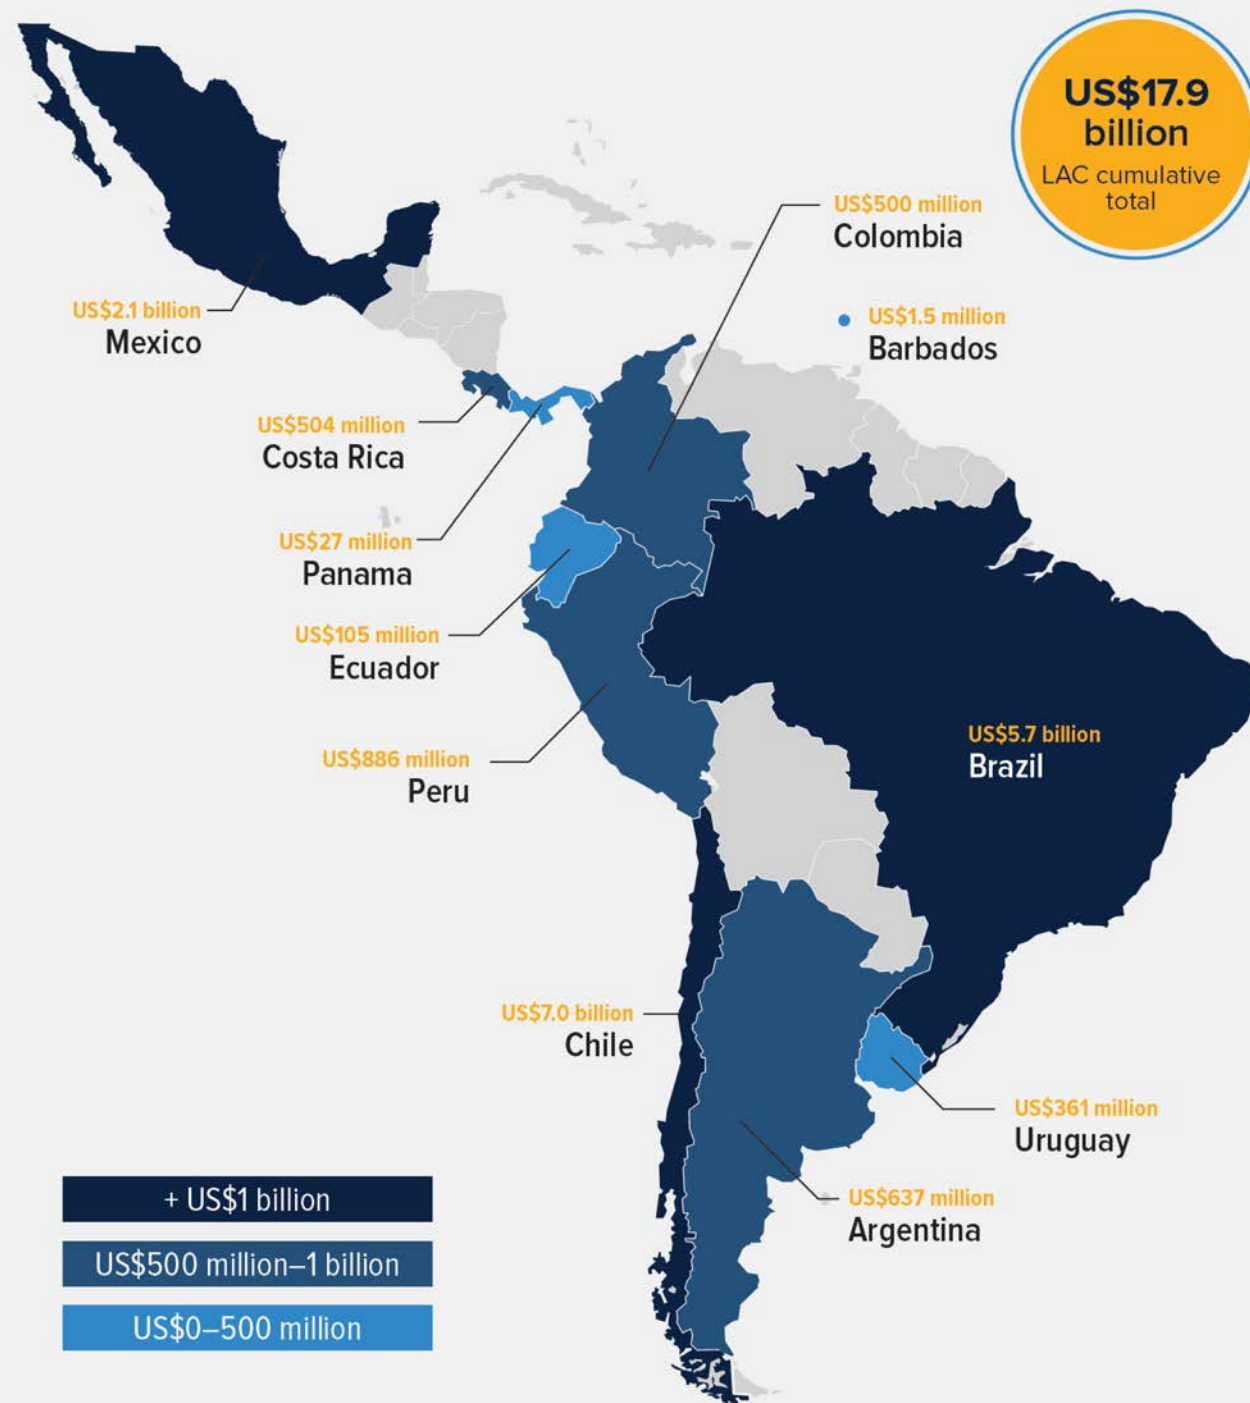 US$17.9
billion
LAC cumulative
total
US$500 million
Colombia
US$2.1 billion
Mexico
US$1.5 million
Barbados
US$504 million
Costa Rica
US$27 million
Panama
US$105 million
Ecuador
US$886 million
Peru
US$5.7 billion
Brazil
US$7.0 billion
Chile
US$361 million
Uruguay
US$637 million
Argentina
+ US$1 billion
US$500 million–1 billion
US$0–500 million